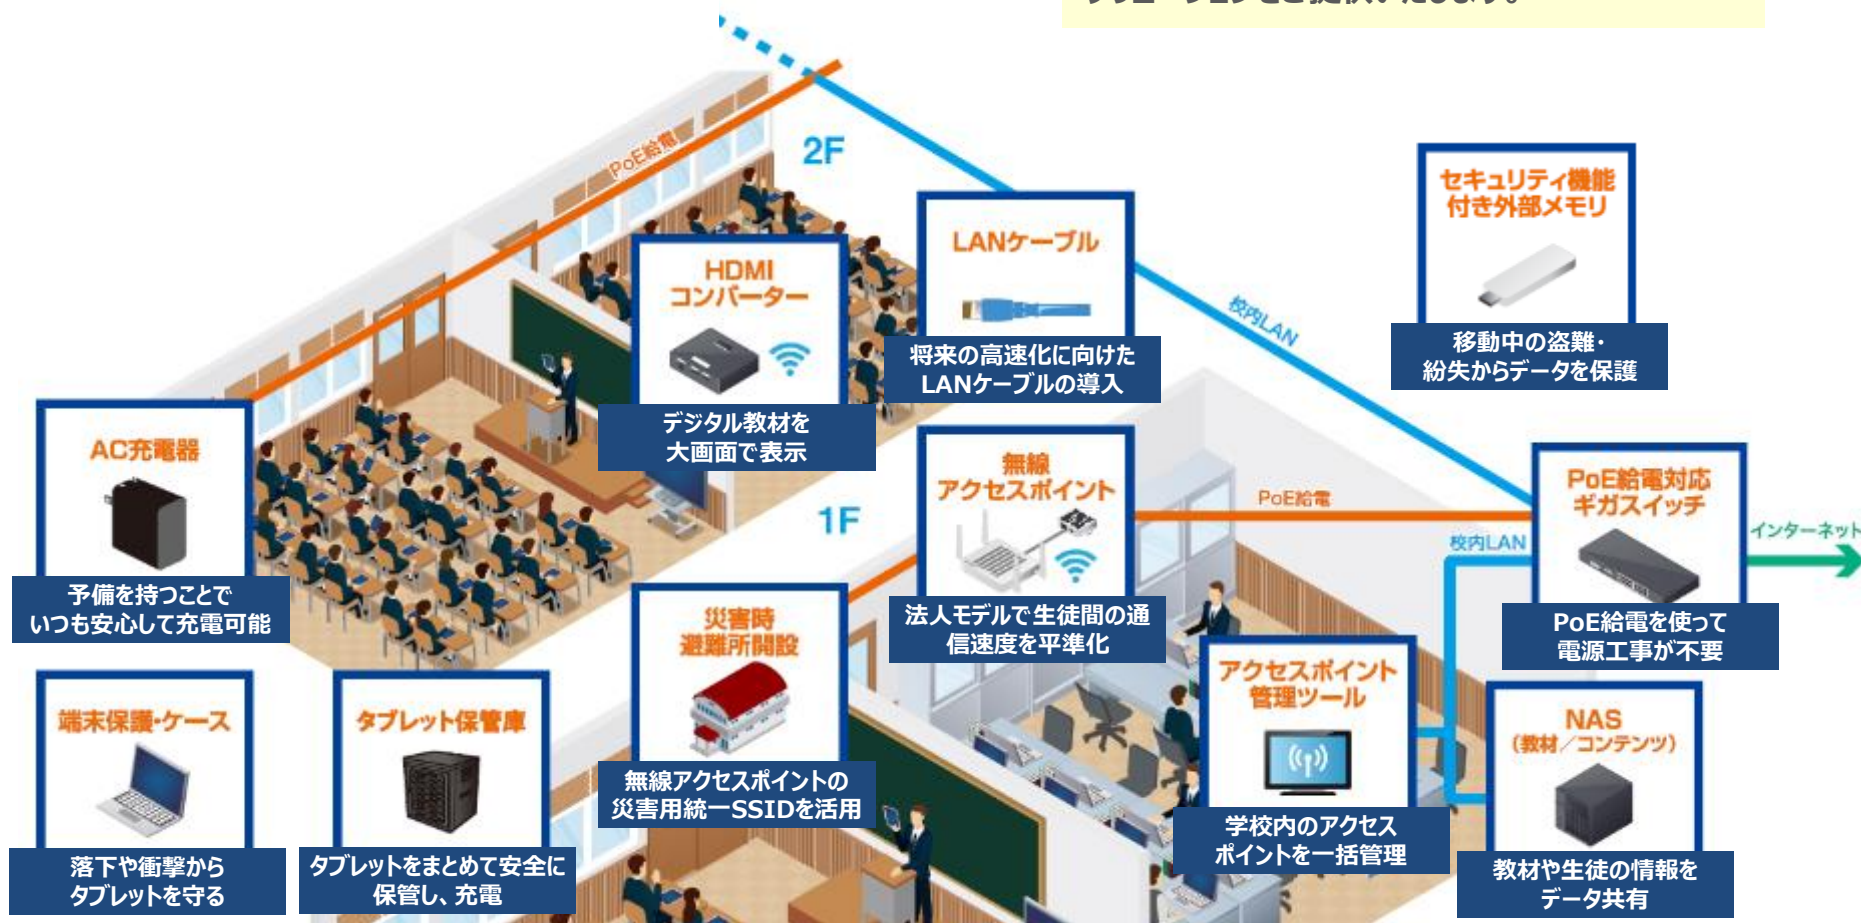 2F
PoE給電
セキュリティ機能
付き外部メモリ
移動中の盗難・
紛失からデータを保護
LANケーブル
将来の高速化に向けた
LANケーブルの導入
校内LAN
HDMI
コンバーター
デジタル教材を
大画面で表示
AC充電器
予備を持つことで
いつも安心して充電可能
1F
無線
アクセスポイント
法人モデルで生徒間の通
信速度を平準化
PoE給電
校内LAN
PoE給電対応
ギガスイッチ
PoE給電を使って
電源工事が不要
インターネット
災害時
避難所開設
無線アクセスポイントの
災害用統一SSIDを活用
アクセスポイント
管理ツール
学校内のアクセス
ポイントを一括管理
NAS
(教材／コンテンツ)
教材や生徒の情報を
データ共有
端末保護・ケース
落下や衝撃から
タブレットを守る
タブレット保管庫
タブレットをまとめて安全に
保管し、充電